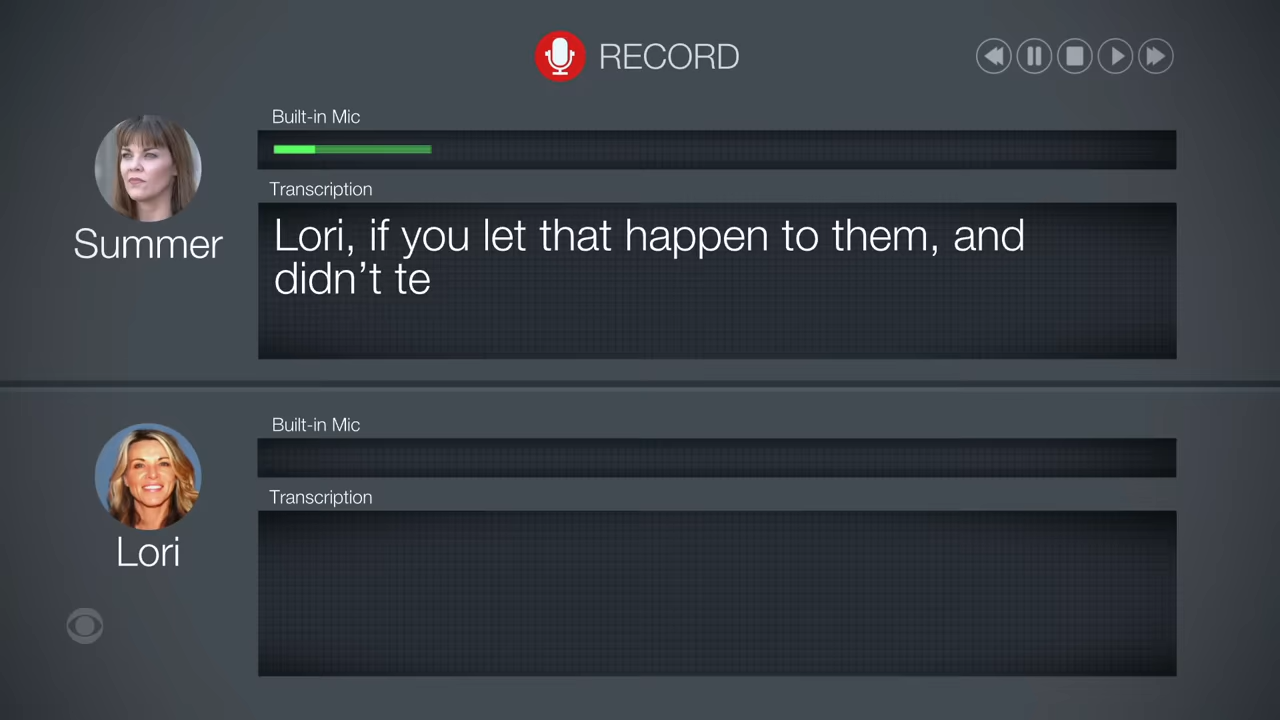 RECORD
Built-in Mic
Transcription
Lori, if you let that happen to them, and
didn’t te
Summer
Built-in Mic
Transcription
Lori